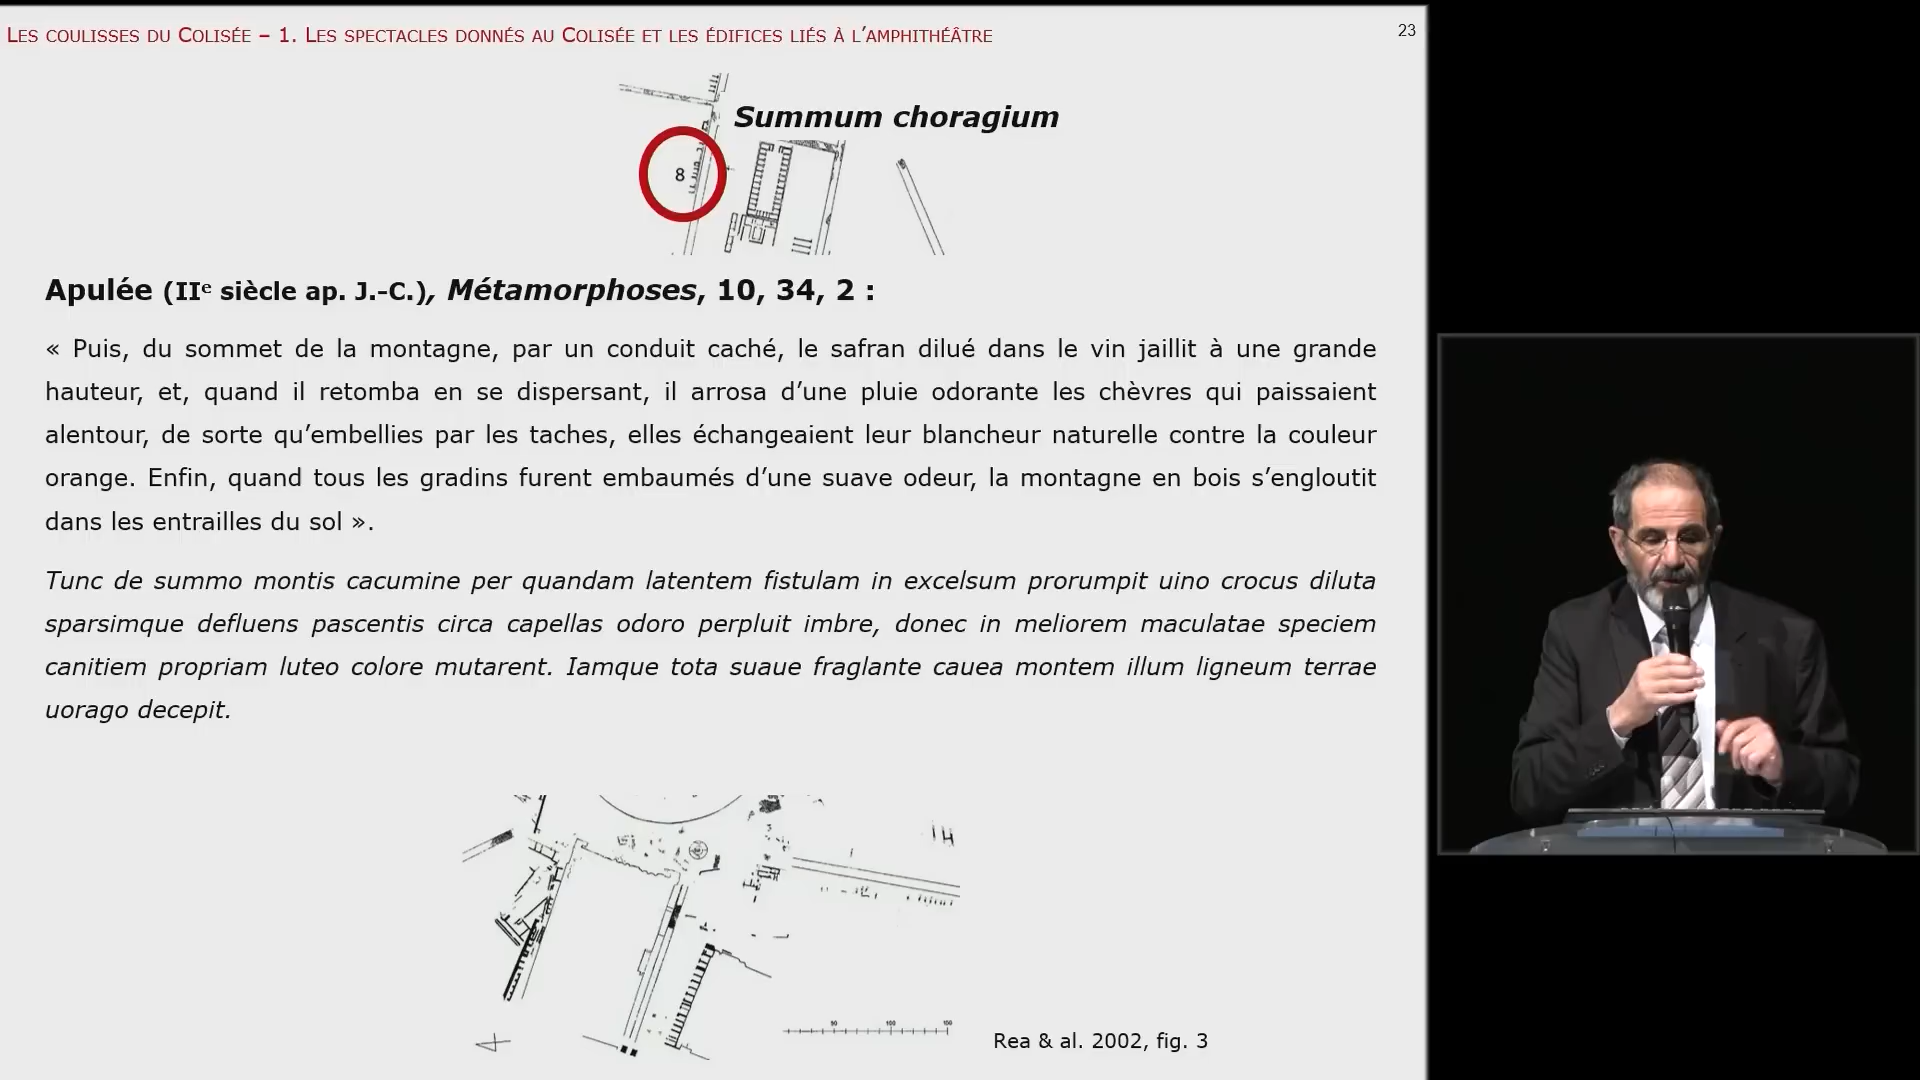 LES COULISSES DU COLISÉE – 1. LES SPECTACLES DONNÉS AU COLISÉE ET LES ÉDIFICES LIÉS À L’AMPHITHÉÂTRE
23
Summum choragium
8
Apulée (IIe siècle ap. J.-C.), Métamorphoses, 10, 34, 2 :
« Puis, du sommet de la montagne, par un conduit caché, le safran dilué dans le vin jaillit à une grande
hauteur, et, quand il retomba en se dispersant, il arrosa d’une pluie odorante les chèvres qui paissaient
alentour, de sorte qu’embellies par les taches, elles échangeaient leur blancheur naturelle contre la couleur
orange. Enfin, quand tous les gradins furent embaumés d’une suave odeur, la montagne en bois s’engloutit
dans les entrailles du sol ».
Tunc de summo montis cacumine per quandam latentem fistulam in excelsum prorumpit uino crocus diluta
sparsimque defluens pascentis circa capellas odoro perpluit imbre, donec in meliorem maculatae speciem
canitiem propriam luteo colore mutarent. Iamque tota suaue fraglante cauea montem illum ligneum terrae
uorago decepit.
50 100 150
Rea & al. 2002, fig. 3